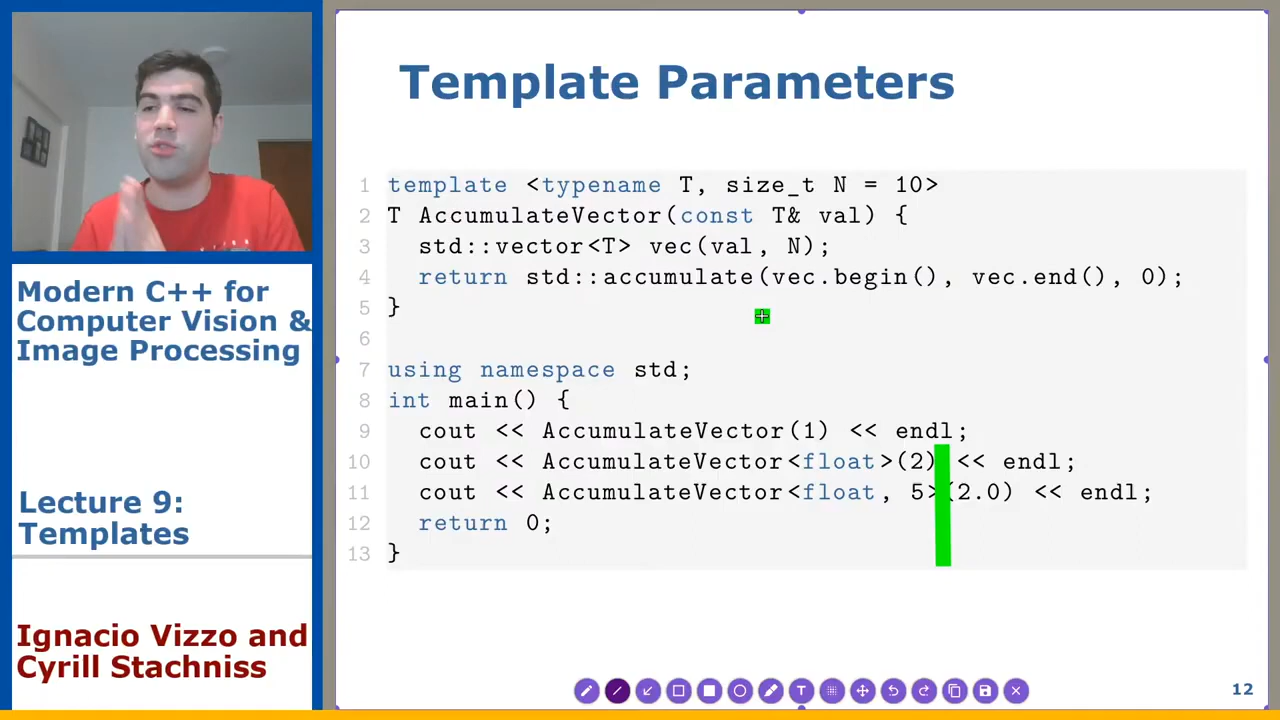 Template Parameters
1 template <typename T, size_t N = 10>
2 T AccumulateVector(const T& val) {
3 std::vector<T> vec(val, N);
4 return std::accumulate(vec.begin(), vec.end(), 0);
5 }
6
7 using namespace std;
8 int main() {
9 cout << AccumulateVector(1) << endl;
10 cout << AccumulateVector<float>(2) << endl;
11 cout << AccumulateVector<float, 5>(2.0) << endl;
12 return 0;
13 }
Modern C++ for
Computer Vision &
Image Processing
Lecture 9:
Templates
Ignacio Vizzo and
Cyrill Stachniss
T
12